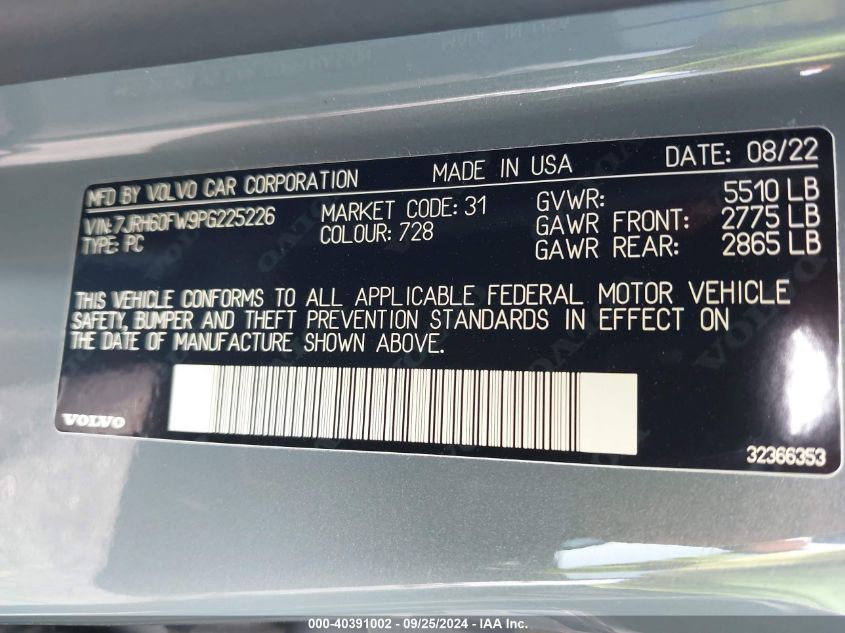 MFD BY VOLVO CAR CORPORATION MADE IN USA DATE: 08/22
VIN: 7JRH60FW9PG225226 MARKET CODE: 31 GVWR: 5510 LB
TYPE: PC COLOUR: 728 GAWR FRONT: 2775 LB
GAWR REAR: 2865 LB
THIS VEHICLE CONFORMS TO ALL APPLICABLE FEDERAL MOTOR VEHICLE
SAFETY, BUMPER AND THEFT PREVENTION STANDARDS IN EFFECT ON
THE DATE OF MANUFACTURE SHOWN ABOVE.
VOLVO
32366353
000-40391002 - 09/25/2024 - IAA Inc.